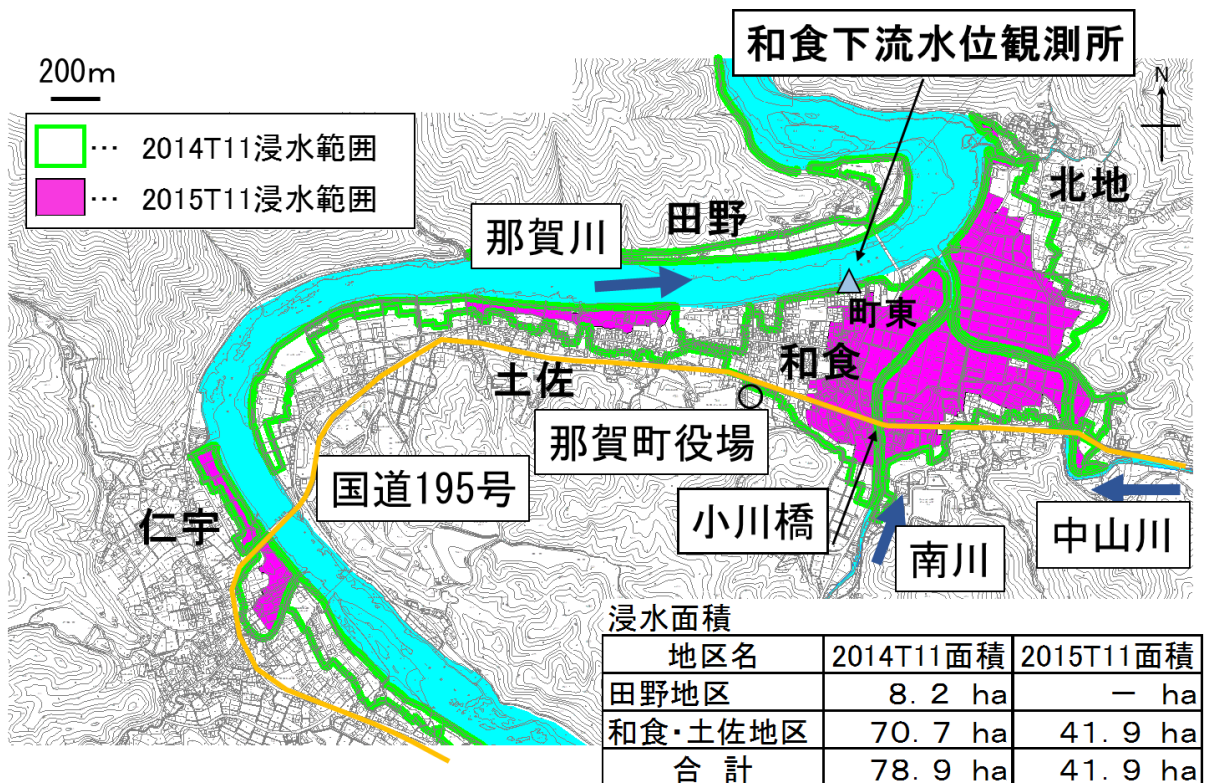 和食下流水位観測所
200m
N
… 2014T11浸水範囲
… 2015T11浸水範囲
北地
田野
那賀川
町東
和食
土佐
那賀町役場
国道195号
小川橋
仁宇
南川
中山川
浸水面積
地区名 2014T11面積 2015T11面積
田野地区 8.2 ha － ha
和食・土佐地区 70.7 ha 41.9 ha
合 計 78.9 ha 41.9 ha